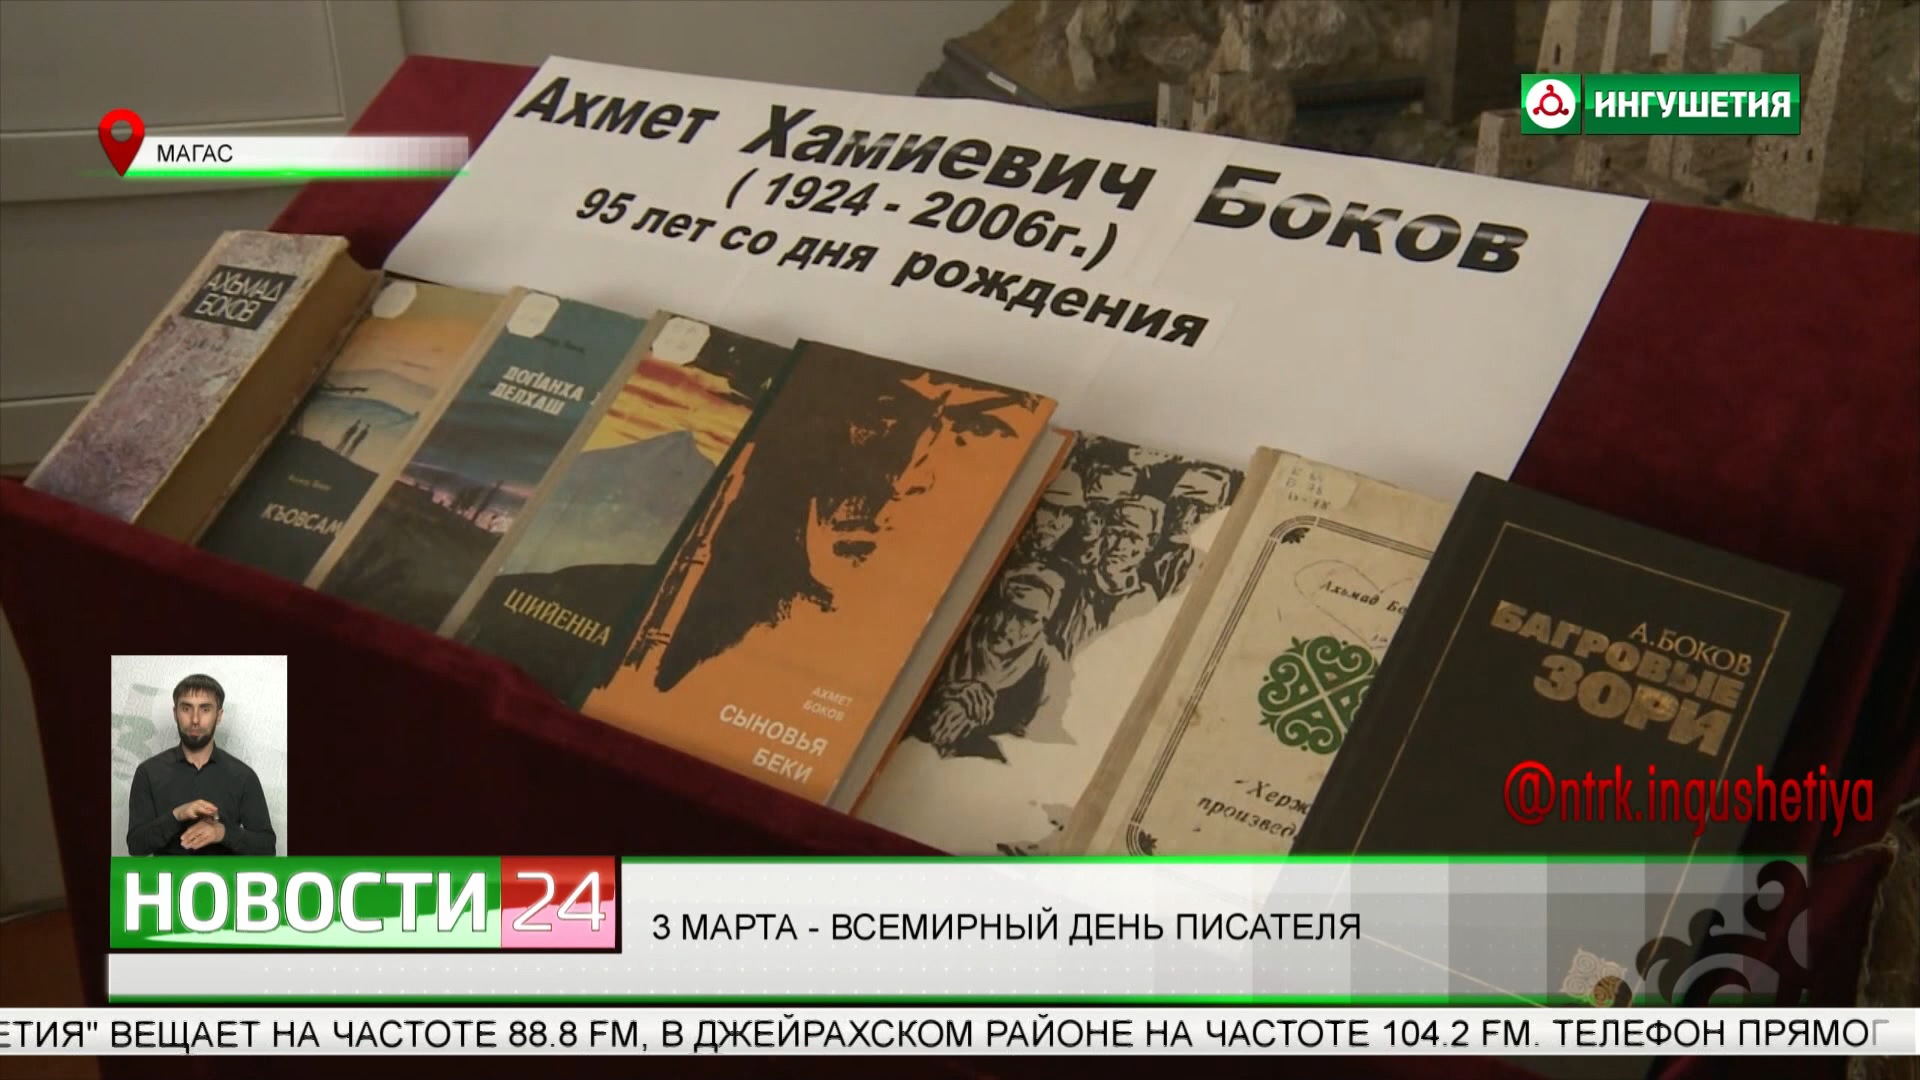 Ахмет Хамиевич Боков
( 1924 - 2006г.)
95 лет со дня рождения
ИНГУШЕТИЯ
МАГАС
АХЬМАД
БОКОВ
КЪОВСАМ
ДОГIАНХА
ДЕЛХАШ
ЦIИЙЕННА
АХМЕТ
БОКОВ
СЫНОВЬЯ
БЕКИ
Ахьмад
А.БОКОВ
БАГРОВЫЕ
ЗОРИ
@ntrk.ingushetiya
НОВОСТИ 24
3 МАРТА - ВСЕМИРНЫЙ ДЕНЬ ПИСАТЕЛЯ
ЕТИЯ" ВЕЩАЕТ НА ЧАСТОТЕ 88.8 FM, В ДЖЕЙРАХСКОМ РАЙОНЕ НА ЧАСТОТЕ 104.2 FM. ТЕЛЕФОН ПРЯМОГ